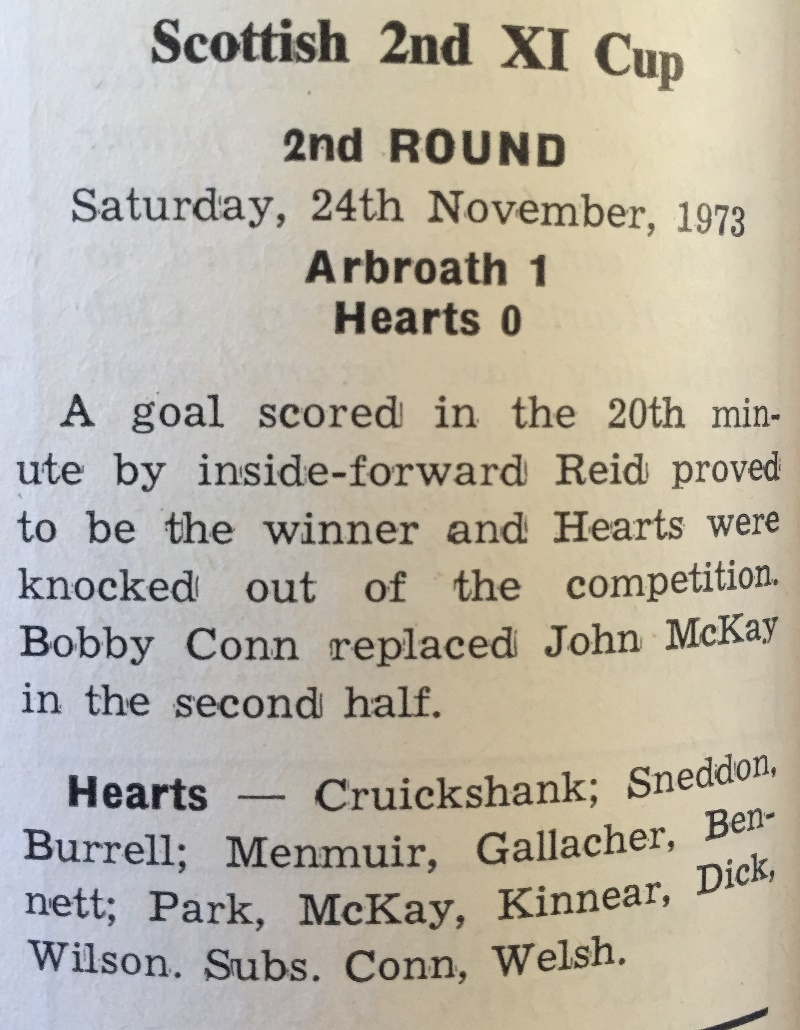 Scottish 2nd XI Cup
2nd ROUND
Saturday, 24th November, 1973
Arbroath 1
Hearts 0
A goal scored in the 20th min-
ute by inside-forward Reid proved
to be the winner and Hearts were
knocked out of the competition.
Bobby Conn replaced John McKay
in the second half.
Hearts — Cruickshank; Sneddon,
Burrell; Menmuir, Gallacher, Ben-
nett; Park, McKay, Kinnear, Dick,
Wilson. Subs. Conn, Welsh.